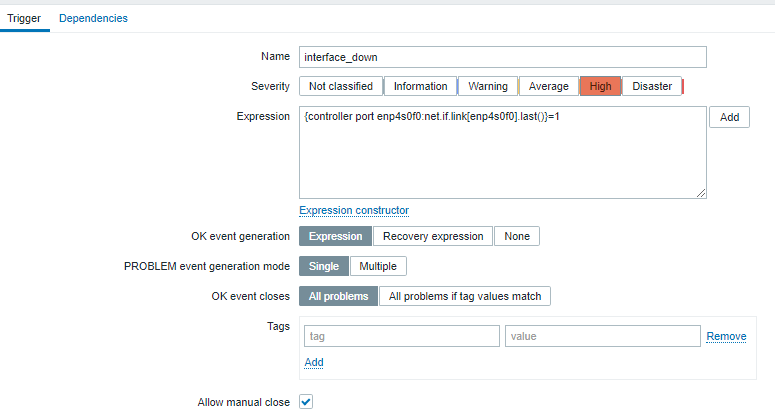 Trigger Dependencies
Name interface_down
Severity Not classified Information Warning Average High Disaster
Expression {controller port enp4s0f0:net.if.link[enp4s0f0].last()}=1 Add
Expression constructor
OK event generation Expression Recovery expression None
PROBLEM event generation mode Single Multiple
OK event closes All problems All problems if tag values match
Tags tag value Remove
Add
Allow manual close